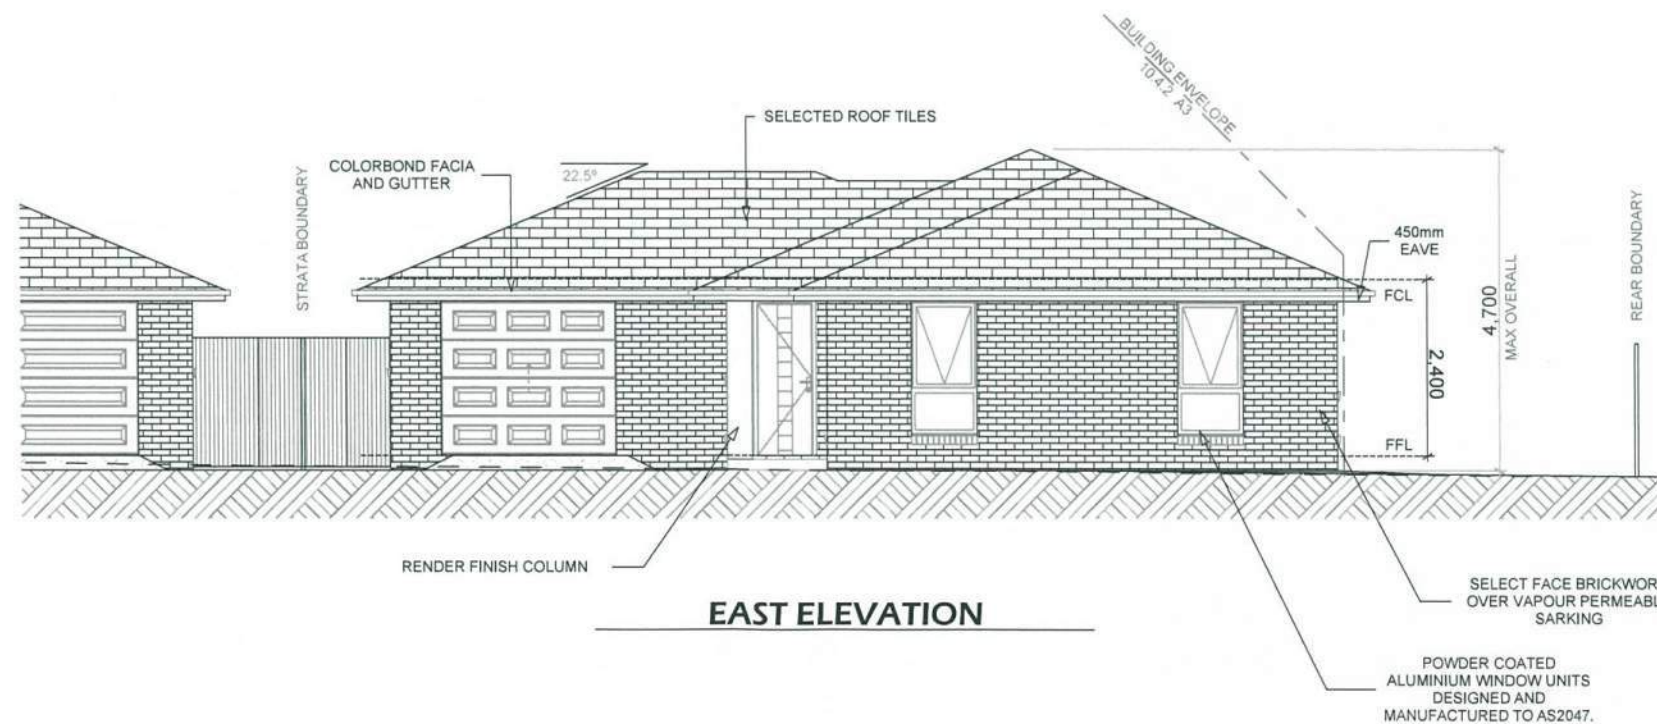 BUILDING ENVELOPE
10.4.2 A3
SELECTED ROOF TILES
COLORBOND FACIA
AND GUTTER
22.5°
STRATA BOUNDARY
450mm
EAVE
FCL
4,700
MAX OVERALL
REAR BOUNDARY
2,400
FFL
RENDER FINISH COLUMN
EAST ELEVATION
SELECT FACE BRICKWOR
OVER VAPOUR PERMEABL
SARKING
POWDER COATED
ALUMINIUM WINDOW UNITS
DESIGNED AND
MANUFACTURED TO AS2047.